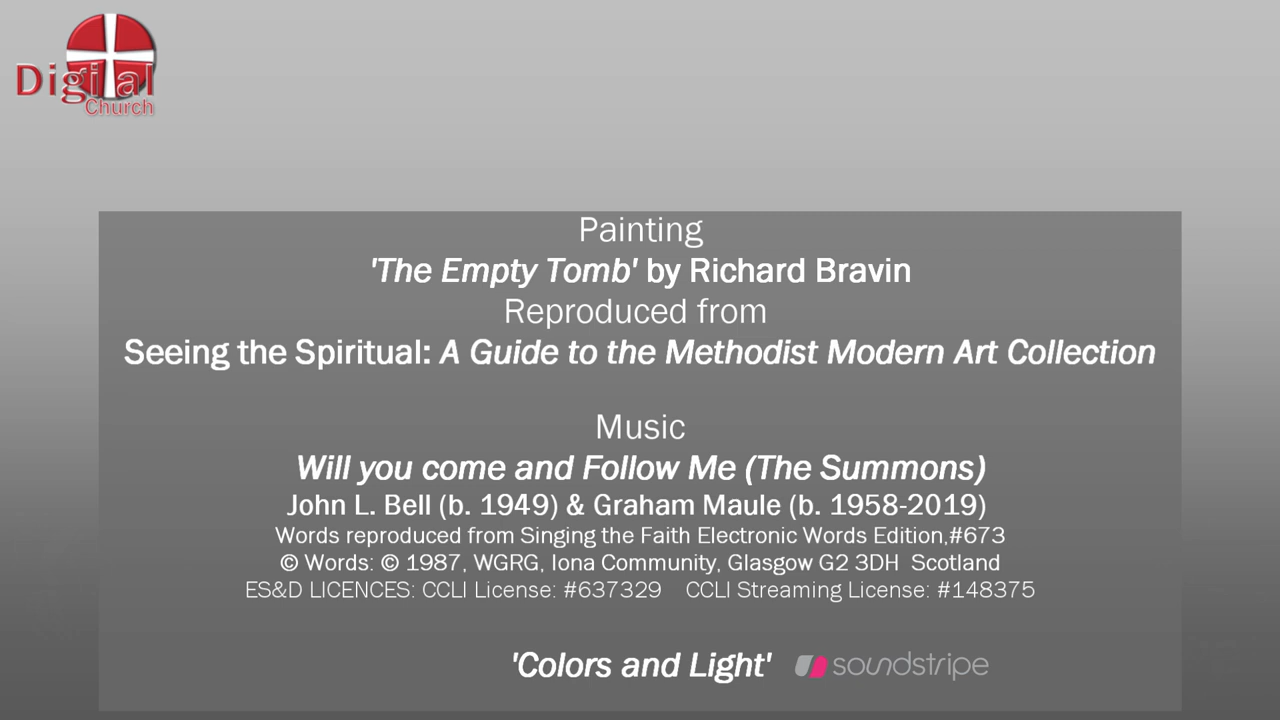 Digital
Church
Painting
'The Empty Tomb' by Richard Bravin
Reproduced from
Seeing the Spiritual: A Guide to the Methodist Modern Art Collection
Music
Will you come and Follow Me (The Summons)
John L. Bell (b. 1949) & Graham Maule (b. 1958-2019)
Words reproduced from Singing the Faith Electronic Words Edition,#673
© Words: © 1987, WGRG, Iona Community, Glasgow G2 3DH Scotland
ES&D LICENCES: CCLI License: #637329 CCLI Streaming License: #148375
'Colors and Light' soundstripe